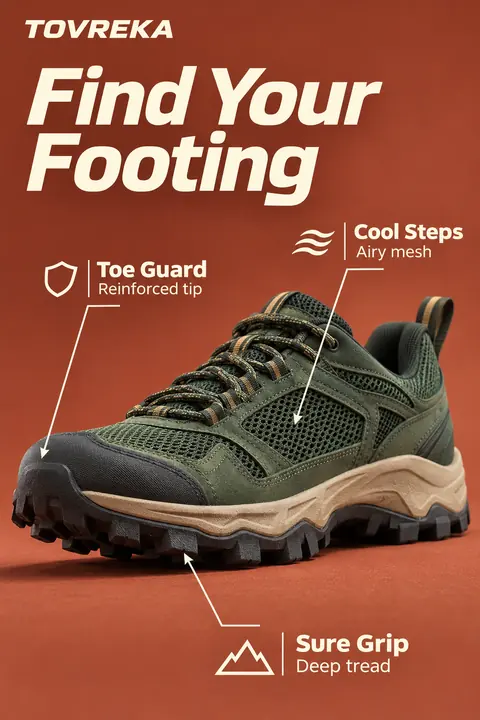 TOVREKA
Find Your
Footing
Cool Steps
Airy mesh
Toe Guard
Reinforced tip
Sure Grip
Deep tread